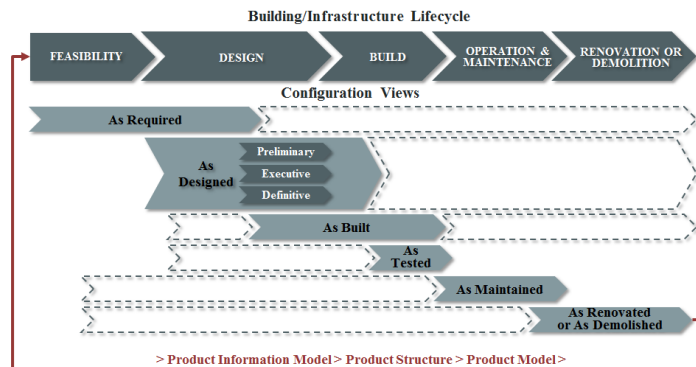 Building/Infrastructure Lifecycle
FEASIBILITY
DESIGN
BUILD
OPERATION &
MAINTENANCE
RENOVATION OR
DEMOLITION
Configuration Views
As Required
As
Designed
Preliminary
Executive
Definitive
As Built
As
Tested
As Maintained
As Renovated
or As Demolished
> Product Information Model > Product Structure > Product Model >